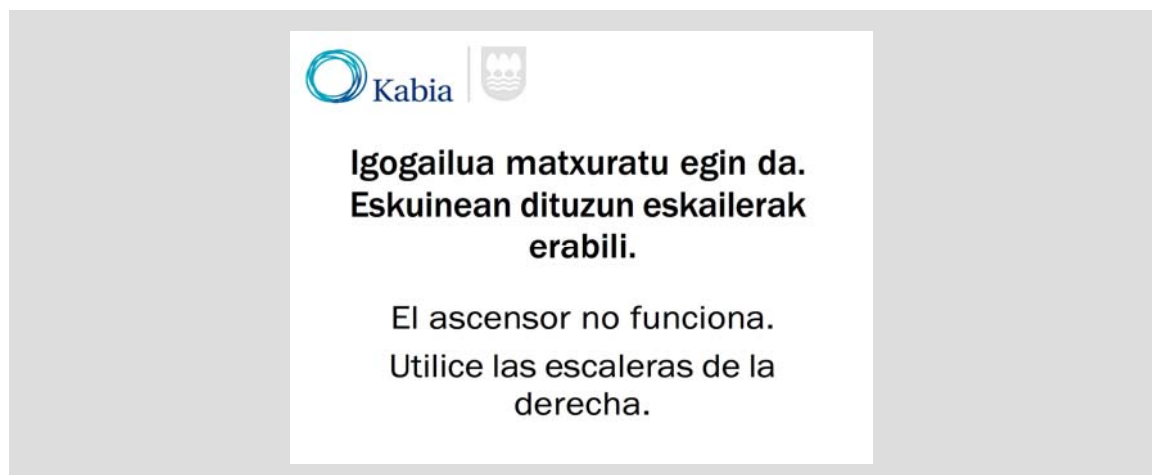 Kabia
Igogailua matxuratu egin da.
Eskuinean dituzun eskailerak
erabili.
El ascensor no funciona.
Utilice las escaleras de la
derecha.